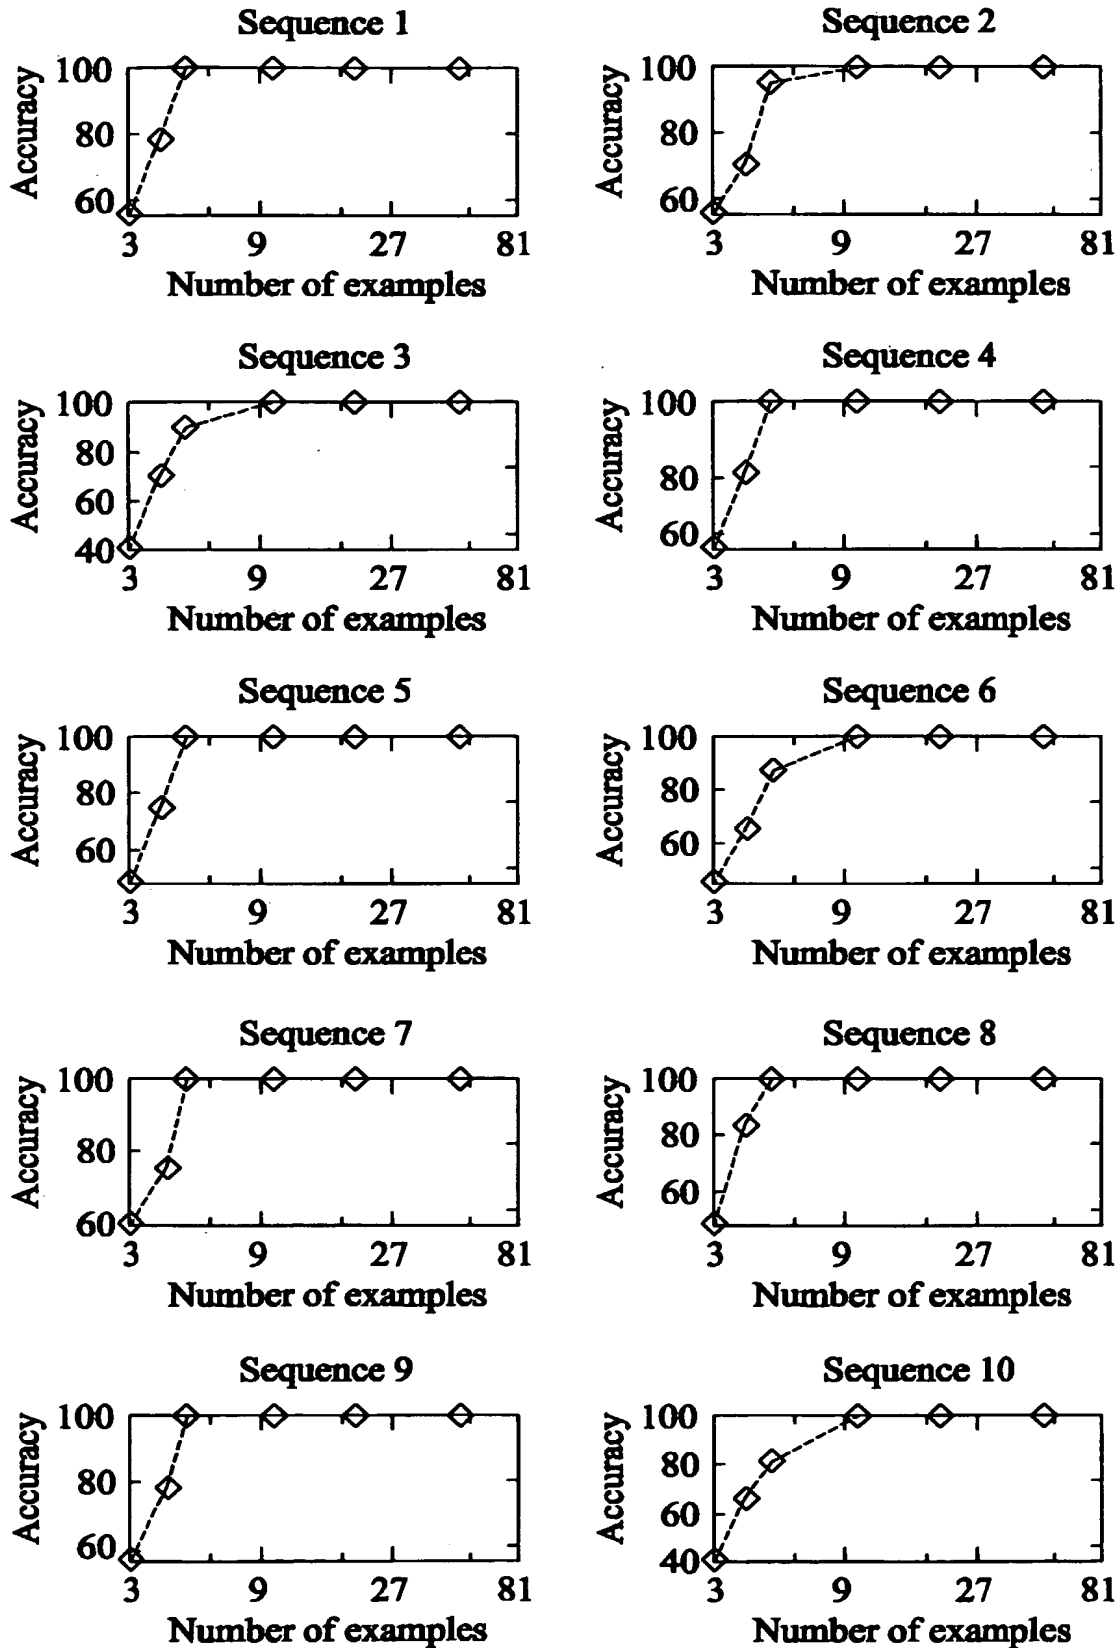 Sequence 1
Accuracy
100
80
60
3 9 27 81
Number of examples
Sequence 2
Accuracy
100
80
60
3 9 27 81
Number of examples
Sequence 3
Accuracy
100
80
60
40
3 9 27 81
Number of examples
Sequence 4
Accuracy
100
80
60
3 9 27 81
Number of examples
Sequence 5
Accuracy
100
80
60
3 9 27 81
Number of examples
Sequence 6
Accuracy
100
80
60
3 9 27 81
Number of examples
Sequence 7
Accuracy
100
80
60
3 9 27 81
Number of examples
Sequence 8
Accuracy
100
80
60
3 9 27 81
Number of examples
Sequence 9
Accuracy
100
80
60
3 9 27 81
Number of examples
Sequence 10
Accuracy
100
80
60
40
3 9 27 81
Number of examples